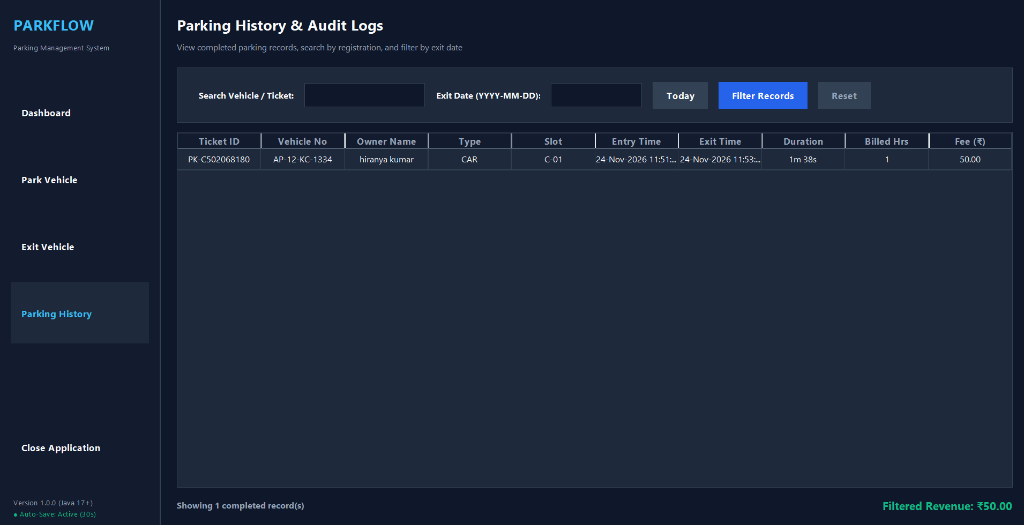 PARKFLOW
Parking Management System
Dashboard
Park Vehicle
Exit Vehicle
Parking History
Close Application
Version 1.0.0 (Java 17+)
● Auto-Save: Active (30s)
Parking History & Audit Logs
View completed parking records, search by registration, and filter by exit date
Search Vehicle / Ticket: Exit Date (YYYY-MM-DD): Today Filter Records Reset
Ticket ID Vehicle No Owner Name Type Slot Entry Time Exit Time Duration Billed Hrs Fee (₹)
PK-C502068180 AP-12-KC-1334 hiranya kumar CAR C-01 24-Nov-2026 11:51:... 24-Nov-2026 11:53:... 1m 38s 1 50.00
Showing 1 completed record(s) Filtered Revenue: ₹50.00